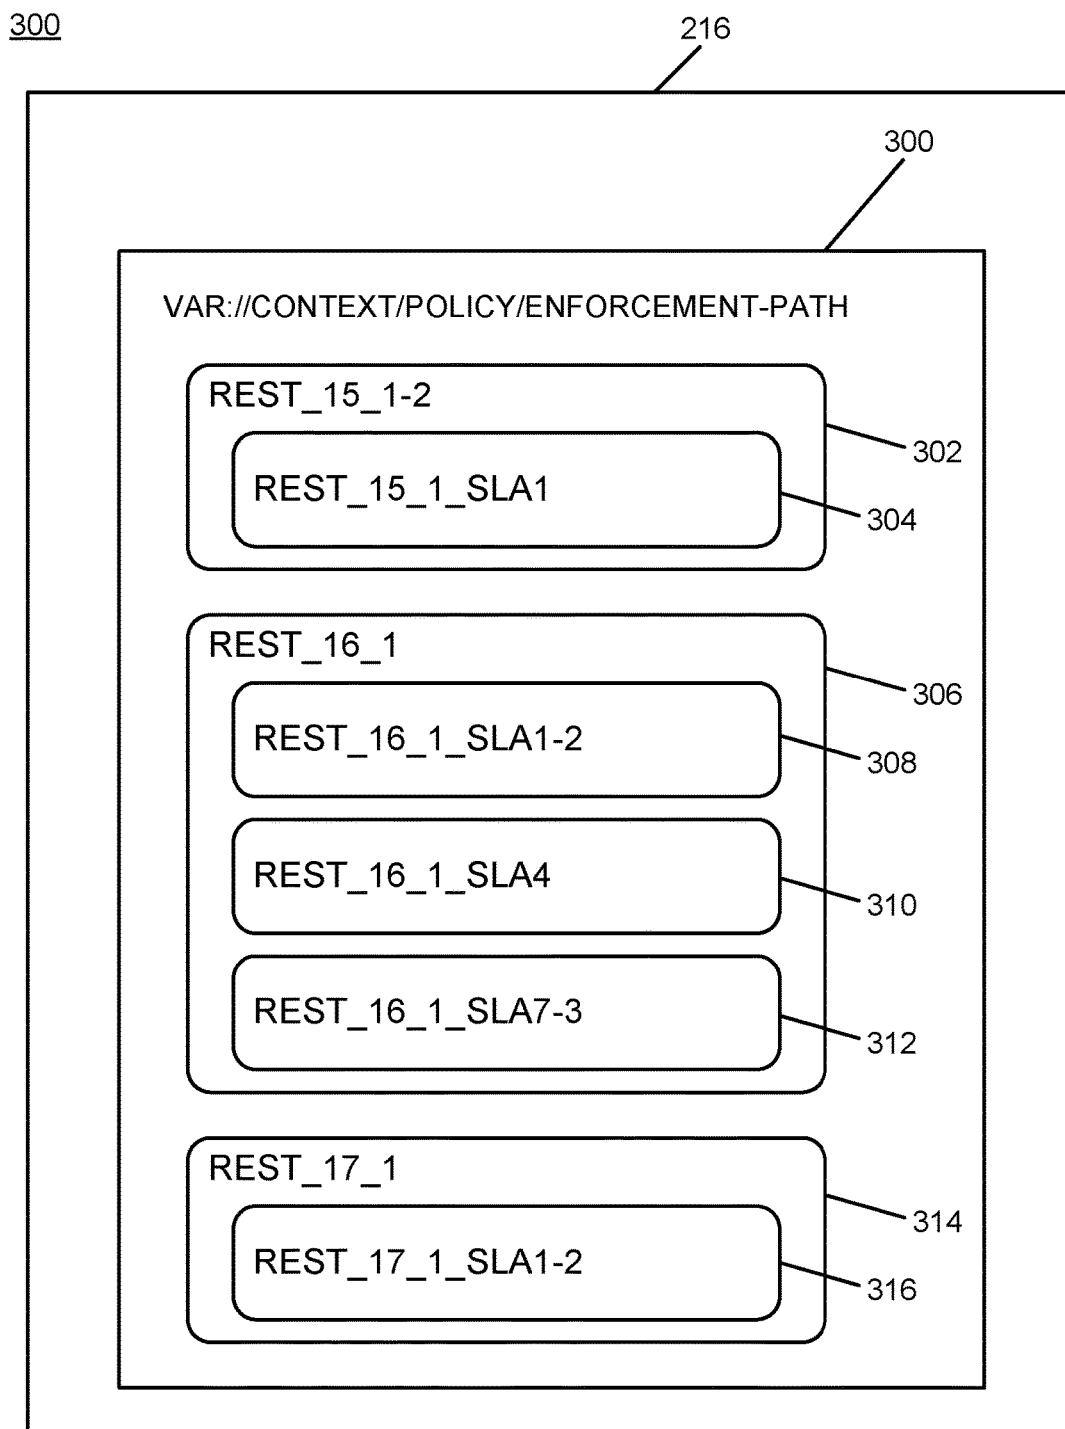 300
216
300
VAR://CONTEXT/POLICY/ENFORCEMENT-PATH
REST_15_1-2
302
REST_15_1_SLA1
304
REST_16_1
306
REST_16_1_SLA1-2
308
REST_16_1_SLA4
310
REST_16_1_SLA7-3
312
REST_17_1
314
REST_17_1_SLA1-2
316